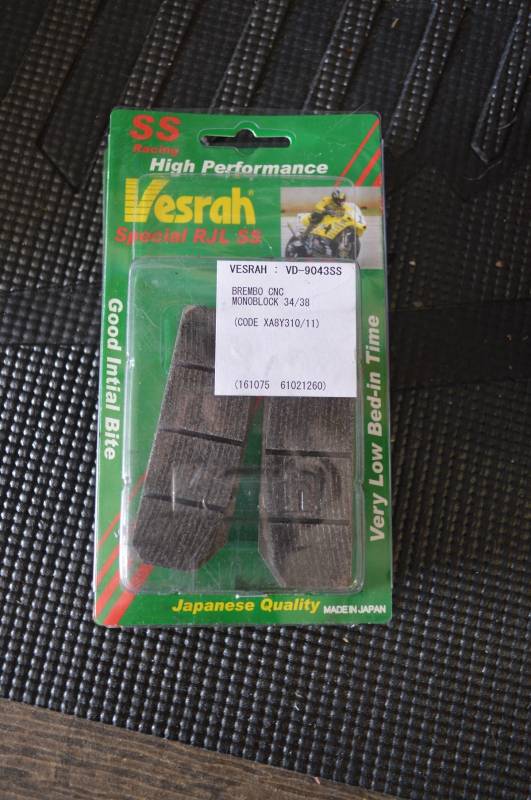 SS
Racing
High Performance
Vesrah®
Special RJL SS
VESRAH : VD-9043SS
BREMBO CNC
MONOBLOCK 34/38
(CODE XA8Y310/11)
(161075 61021260)
Good Intial Bite
Very Low Bed-in Time
Japanese Quality MADE IN JAPAN